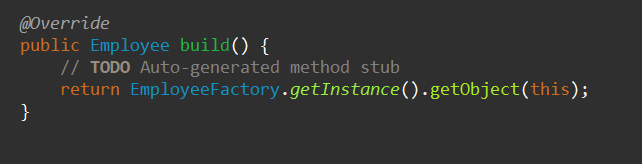 @Override
public Employee build() {
// TODO Auto-generated method stub
return EmployeeFactory.getInstance().getObject(this);
}